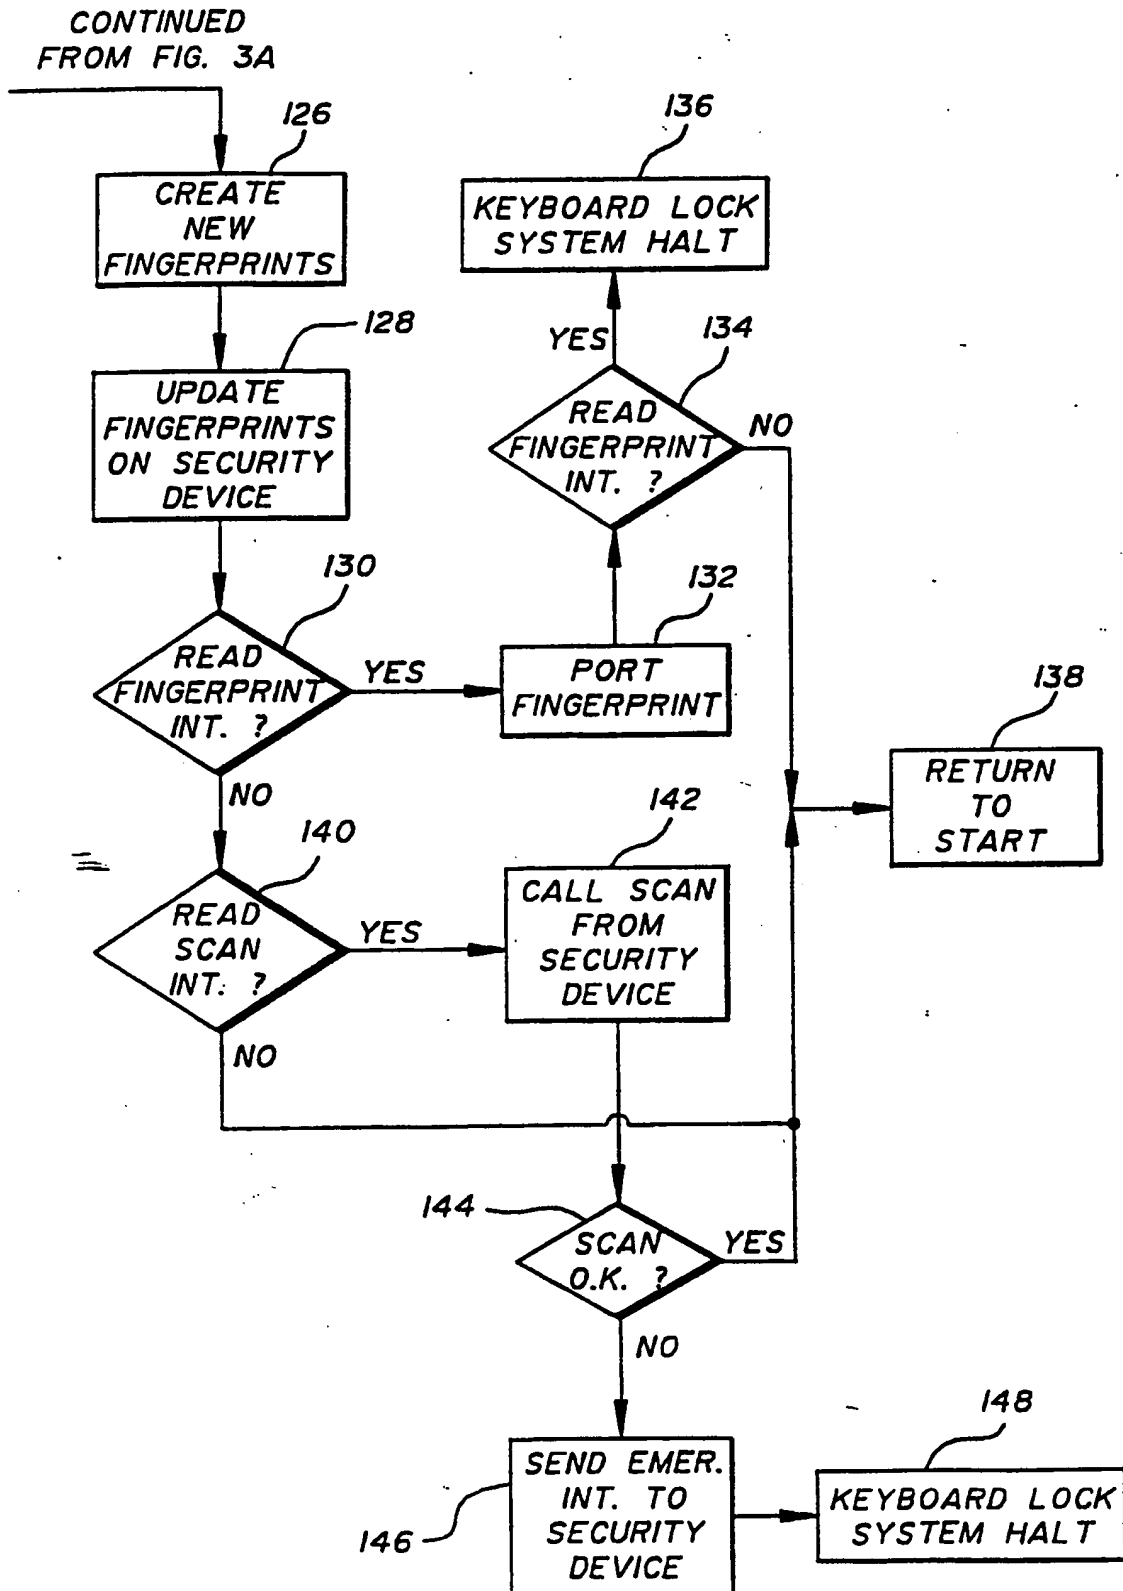 CONTINUED
FROM FIG. 3A
126
CREATE
NEW
FINGERPRINTS
128
UPDATE
FINGERPRINTS
ON SECURITY
DEVICE
130
READ
FINGERPRINT
INT. ?
YES
NO
132
PORT
FINGERPRINT
134
READ
FINGERPRINT
INT. ?
YES
NO
136
KEYBOARD LOCK
SYSTEM HALT
138
RETURN
TO
START
140
READ
SCAN
INT. ?
YES
NO
142
CALL SCAN
FROM
SECURITY
DEVICE
144
SCAN
O.K. ?
YES
NO
146
SEND EMER.
INT. TO
SECURITY
DEVICE
148
KEYBOARD LOCK
SYSTEM HALT